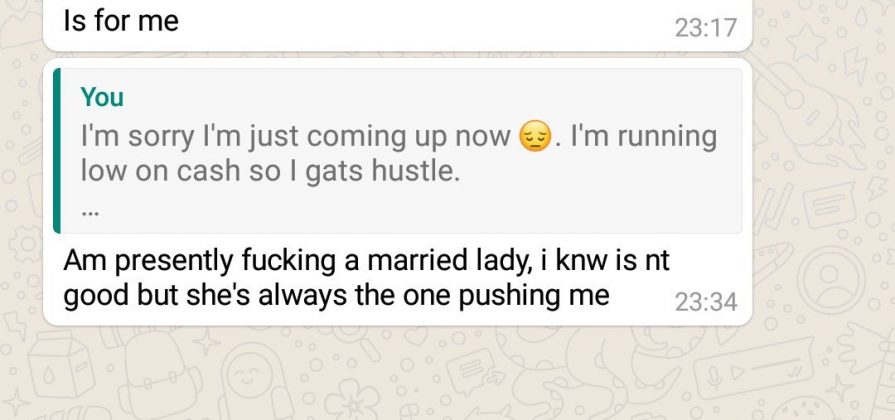 Is for me
23:17
You
I'm sorry I'm just coming up now 😔. I'm running
low on cash so I gats hustle.
...
Am presently fucking a married lady, i knw is nt
good but she's always the one pushing me
23:34